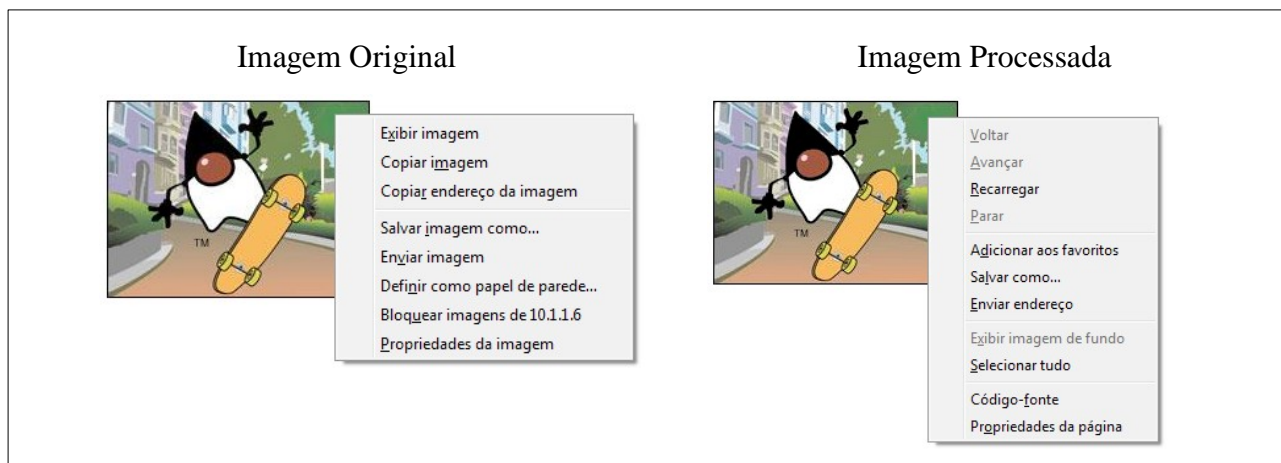 Imagem Original
Imagem Processada
TM
Exibir imagem
Copiar imagem
Copiar endereço da imagem
Salvar imagem como...
Enviar imagem
Definir como papel de parede...
Bloquear imagens de 10.1.1.6
Propriedades da imagem
TM
Voltar
Avançar
Recarregar
Parar
Adicionar aos favoritos
Salvar como...
Enviar endereço
Exibir imagem de fundo
Selecionar tudo
Código-fonte
Propriedades da página